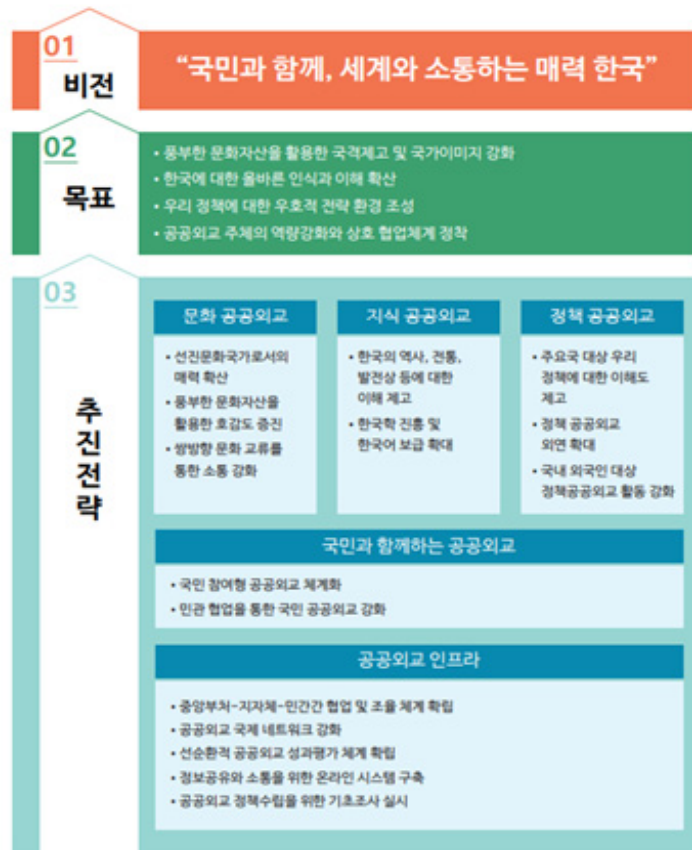 01
비전
“국민과 함께, 세계와 소통하는 매력 한국”
02
목표
• 풍부한 문화자산을 활용한 국격제고 및 국가이미지 강화
• 한국에 대한 올바른 인식과 이해 확산
• 우리 정책에 대한 우호적 전략 환경 조성
• 공공외교 주체의 역량강화와 상호 협업체계 정착
03
추진전략
문화 공공외교
• 선진문화국가로서의
매력 확산
• 풍부한 문화자산을
활용한 호감도 증진
• 쌍방향 문화 교류를
통한 소통 강화
지식 공공외교
• 한국의 역사, 전통,
발전상 등에 대한
이해 제고
• 한국학 진흥 및
한국어 보급 확대
정책 공공외교
• 주요국 대상 우리
정책에 대한 이해도
제고
• 정책 공공외교
외연 확대
• 국내 외국인 대상
정책공공외교 활동 강화
국민과 함께하는 공공외교
• 국민 참여형 공공외교 체계화
• 민관 협업을 통한 국민 공공외교 강화
공공외교 인프라
• 중앙부처-지자체-민간간 협업 및 조율 체계 확립
• 공공외교 국제 네트워크 강화
• 선순환적 공공외교 성과평가 체계 확립
• 정보공유와 소통을 위한 온라인 시스템 구축
• 공공외교 정책수립을 위한 기초조사 실시